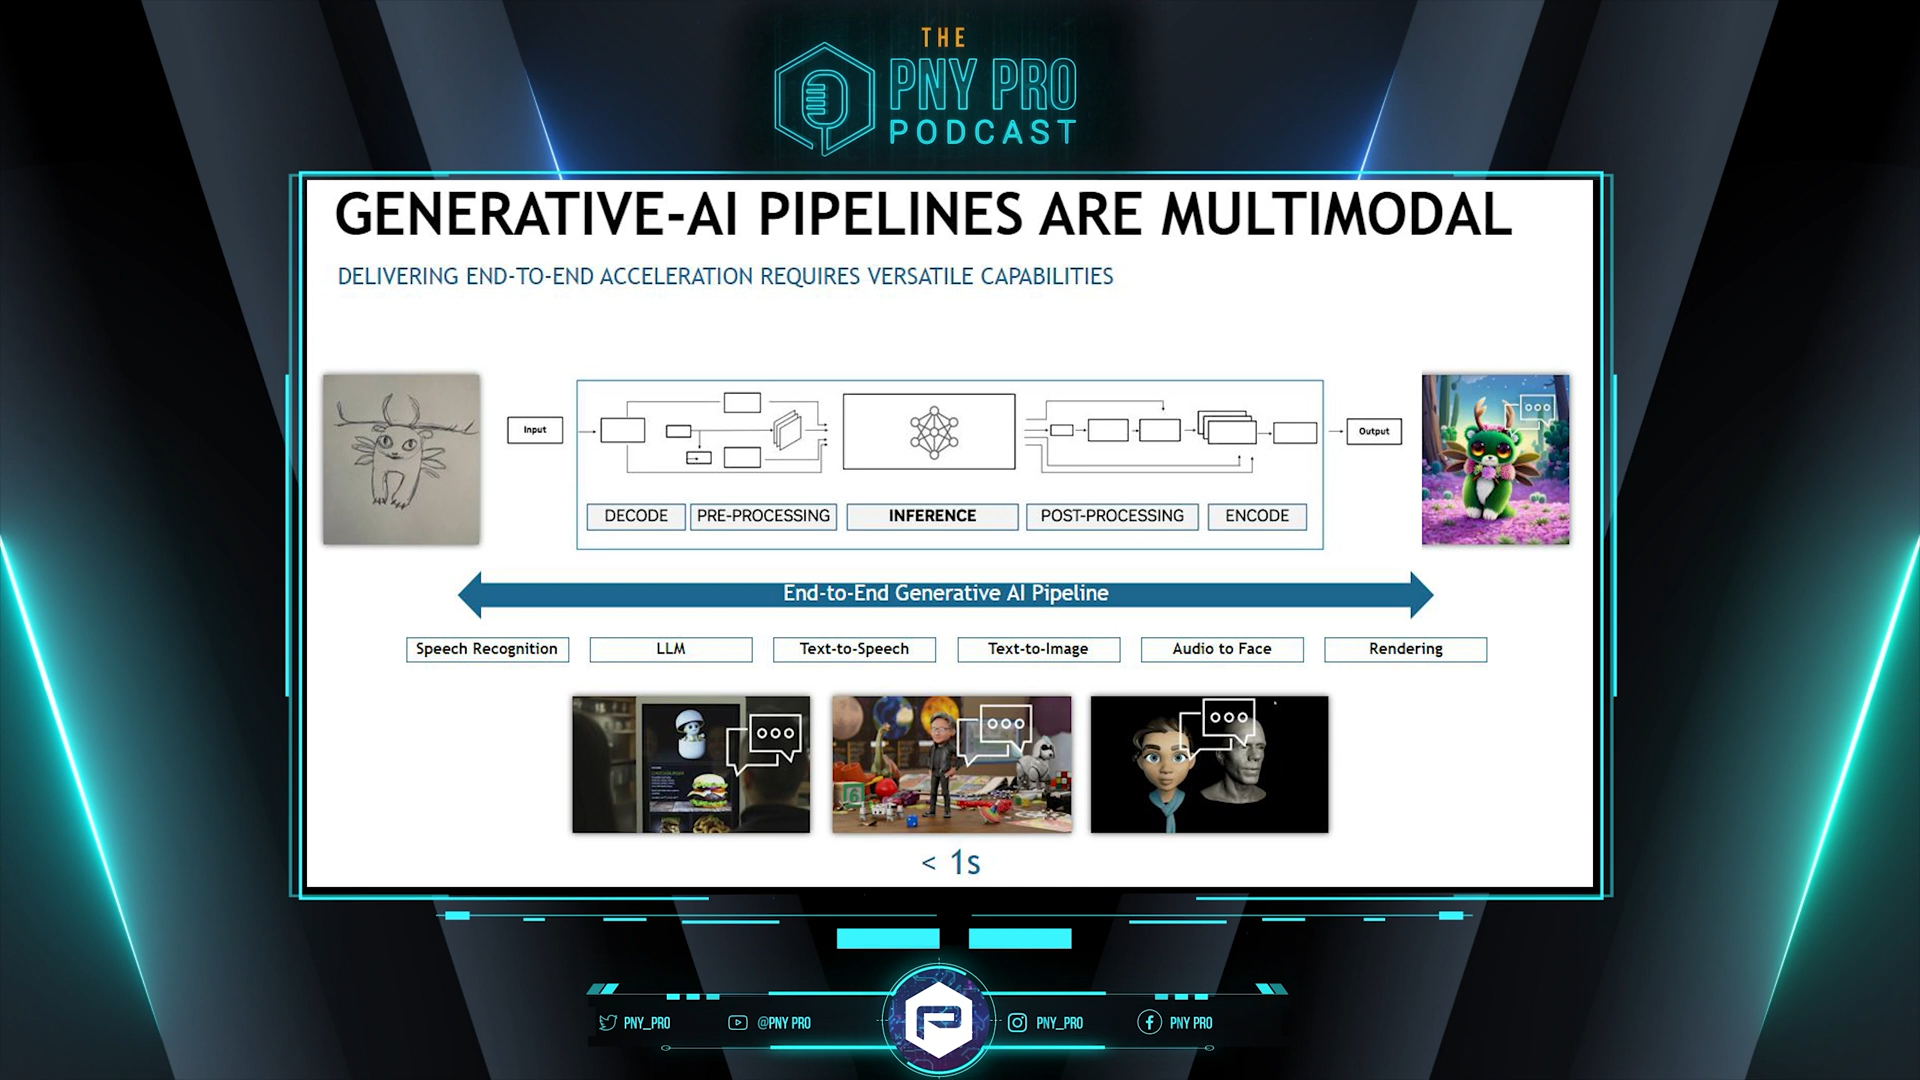 THE
PNY PRO
PODCAST
GENERATIVE-AI PIPELINES ARE MULTIMODAL
DELIVERING END-TO-END ACCELERATION REQUIRES VERSATILE CAPABILITIES
Input
Output
DECODE
PRE-PROCESSING
INFERENCE
POST-PROCESSING
ENCODE
End-to-End Generative AI Pipeline
Speech Recognition
LLM
Text-to-Speech
Text-to-Image
Audio to Face
Rendering
6
< 1s
PNY_PRO
@PNY PRO
PNY_PRO
PNY PRO